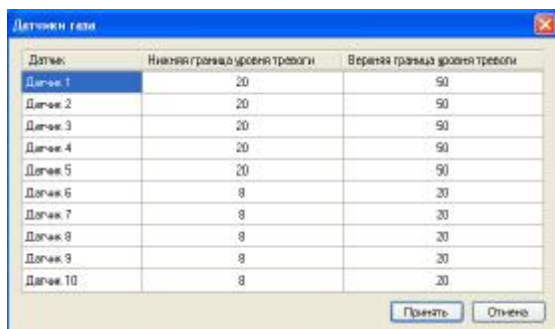 Датчики газа
Датчик Нижняя граница уровня тревоги Верхняя граница уровня тревоги
Датчик 1 20 50
Датчик 2 20 50
Датчик 3 20 50
Датчик 4 20 50
Датчик 5 20 50
Датчик 6 8 20
Датчик 7 8 20
Датчик 8 8 20
Датчик 9 8 20
Датчик 10 8 20
Принять Отмена